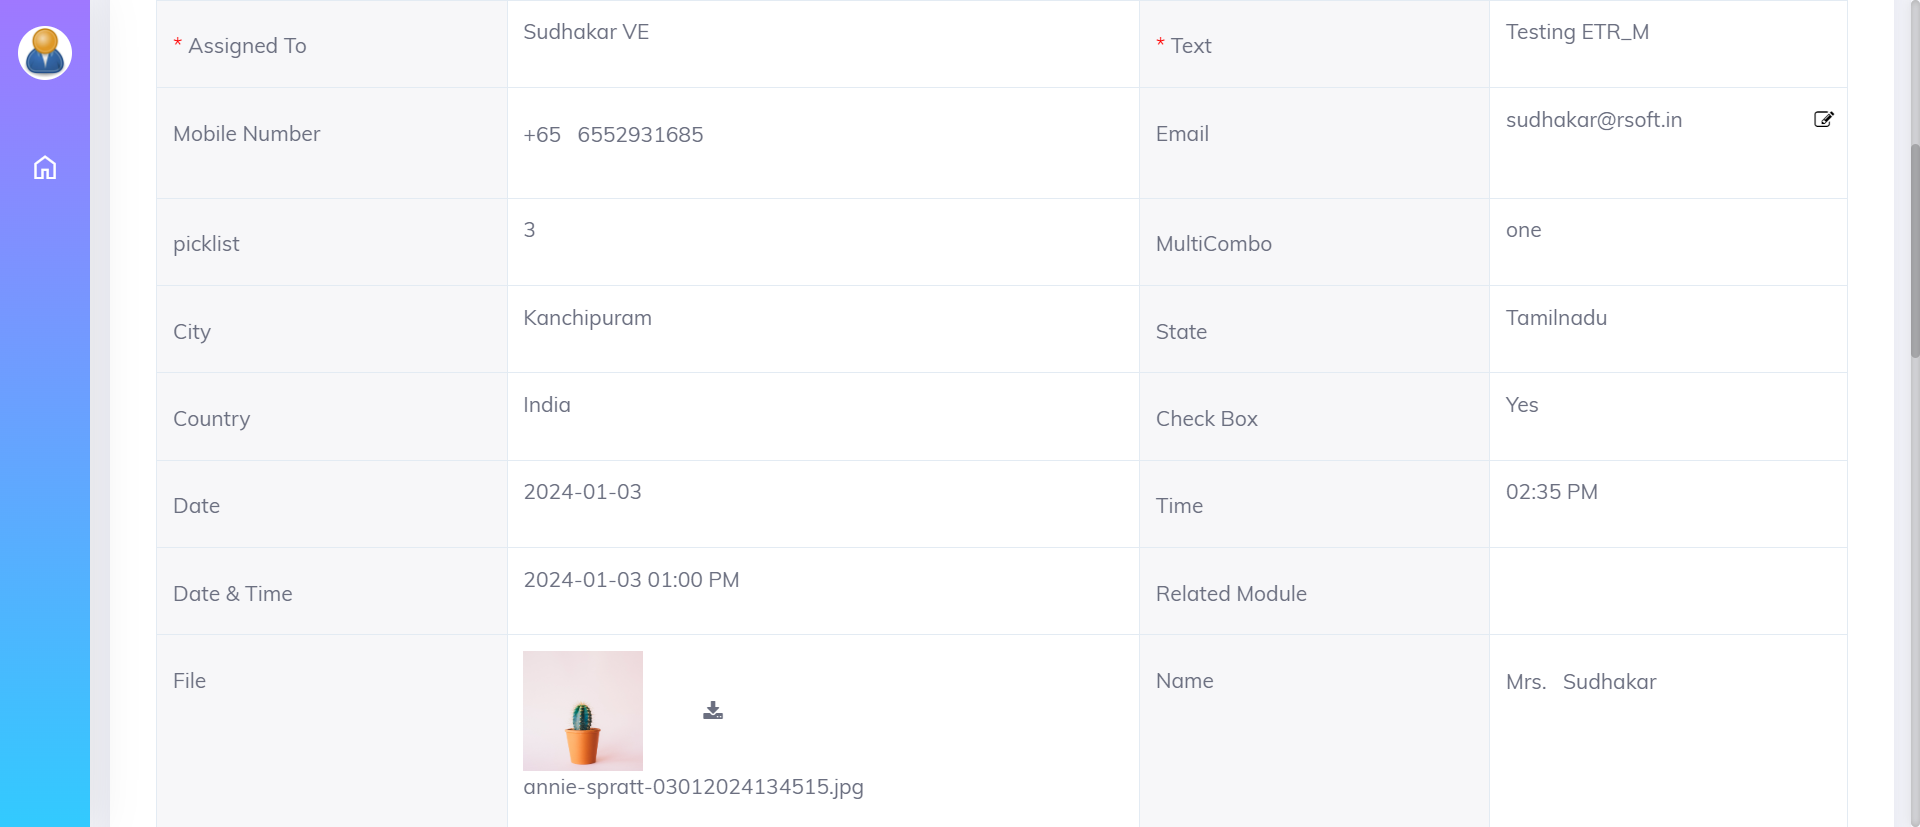 * Assigned To Sudhakar VE * Text Testing ETR_M
Mobile Number +65 6552931685 Email sudhakar@rsoft.in
picklist 3 MultiCombo one
City Kanchipuram State Tamilnadu
Country India Check Box Yes
Date 2024-01-03 Time 02:35 PM
Date & Time 2024-01-03 01:00 PM Related Module
File Name Mrs. Sudhakar
annie-spratt-03012024134515.jpg